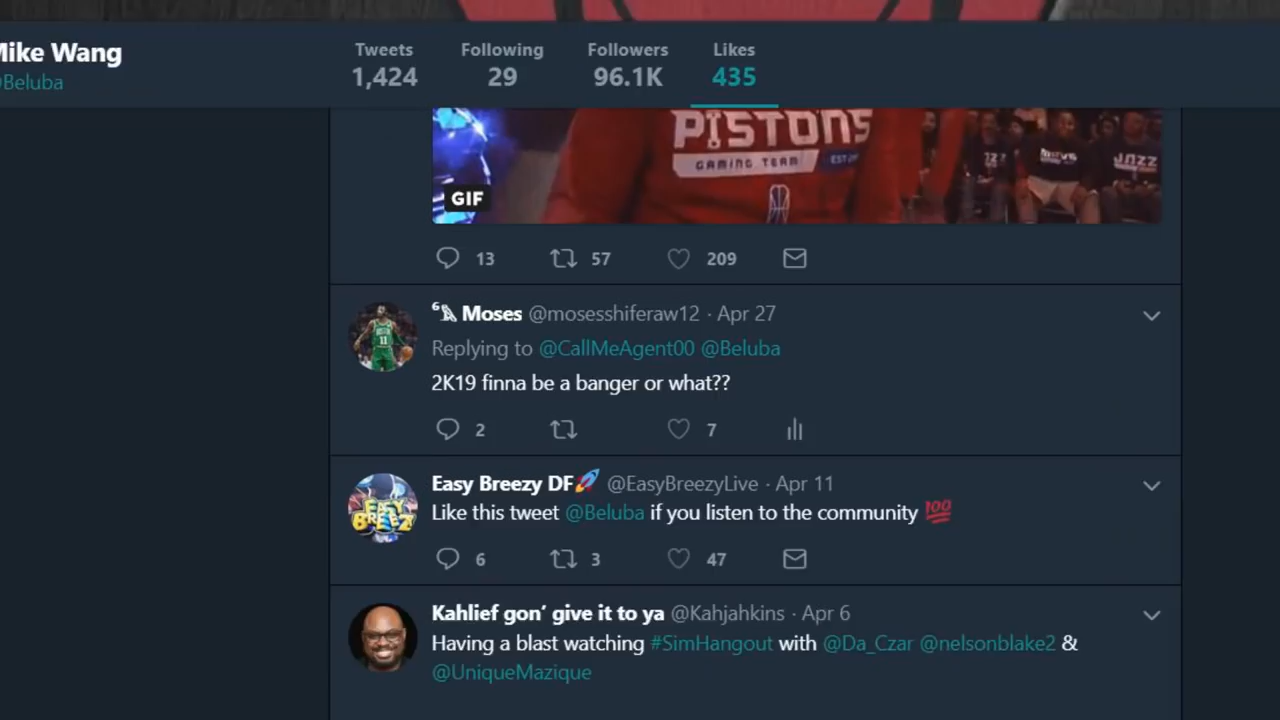 Mike Wang
@Beluba
Tweets
1,424
Following
29
Followers
96.1K
Likes
435
PISTONS
GAMING TEAM
JAZZ
GIF
13 57 209
Moses @mosesshiferaw12 · Apr 27
Replying to @CallMeAgent00 @Beluba
2K19 finna be a banger or what??
2 7
Easy Breezy DF🚀 @EasyBreezyLive · Apr 11
Like this tweet @Beluba if you listen to the community 💯
EASY
BREEZY
6 3 47
Kahlief gon’ give it to ya @Kahjahkins · Apr 6
Having a blast watching #SimHangout with @Da_Czar @nelsonblake2 &
@UniqueMazique